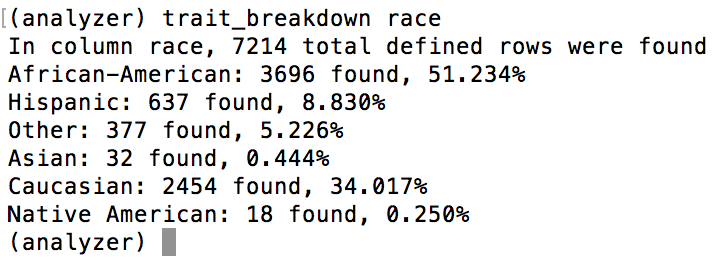 [(analyzer) trait_breakdown race
In column race, 7214 total defined rows were found
African-American: 3696 found, 51.234%
Hispanic: 637 found, 8.830%
Other: 377 found, 5.226%
Asian: 32 found, 0.444%
Caucasian: 2454 found, 34.017%
Native American: 18 found, 0.250%
(analyzer)